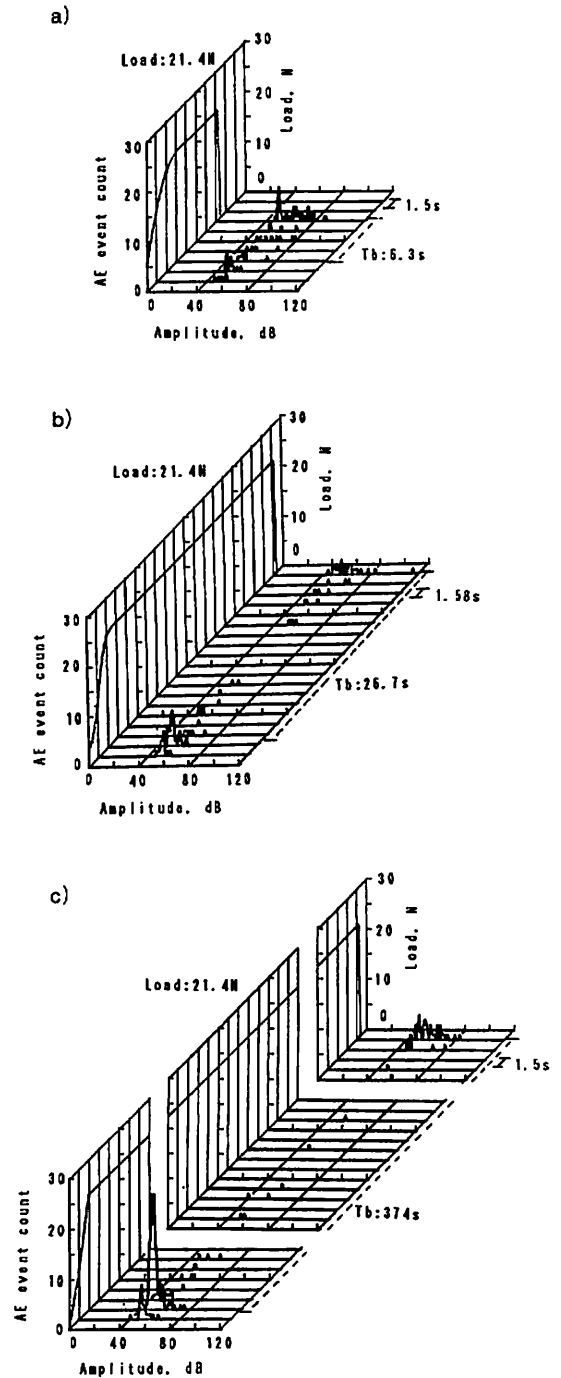 a)
30
Load:21.4N
20
Load, N
10
0
30
20
10
0
AE event count
1.5s
Tb:6.3s
0 40 80 120
Amplitude, dB
b)
30
Load:21.4N
20
Load, N
10
0
30
20
10
0
AE event count
1.58s
Tb:26.7s
0 40 80 120
Amplitude, dB
c)
30
20
Load, N
10
0
Load:21.4N
1.5s
30
20
10
0
AE event count
Tb:374s
0 40 80 120
Amplitude, dB